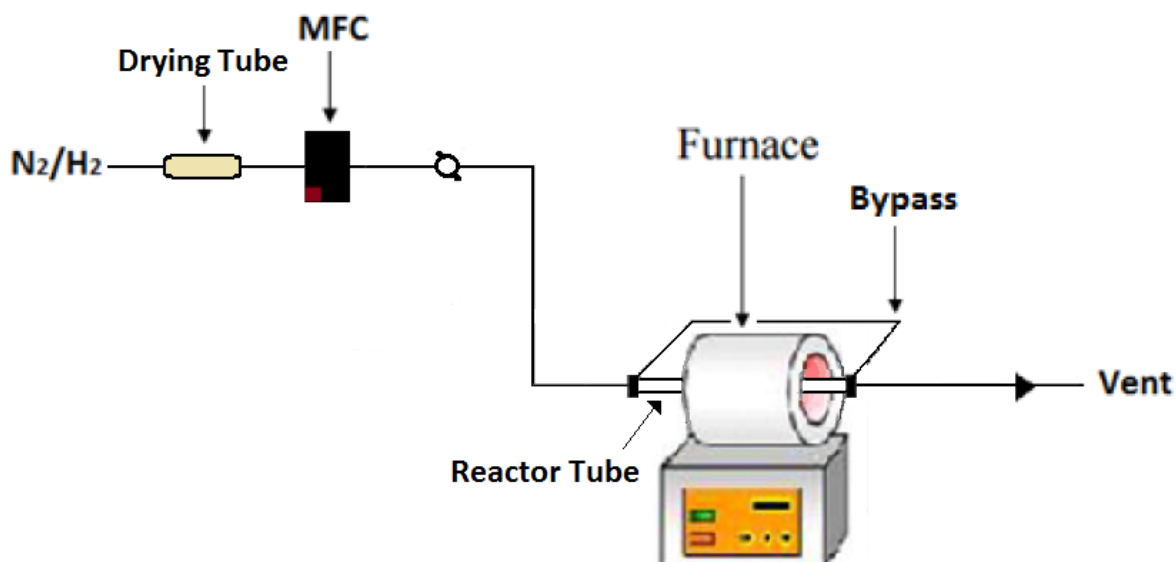 MFC
Drying Tube
N₂/H₂
Furnace
Bypass
Vent
Reactor Tube